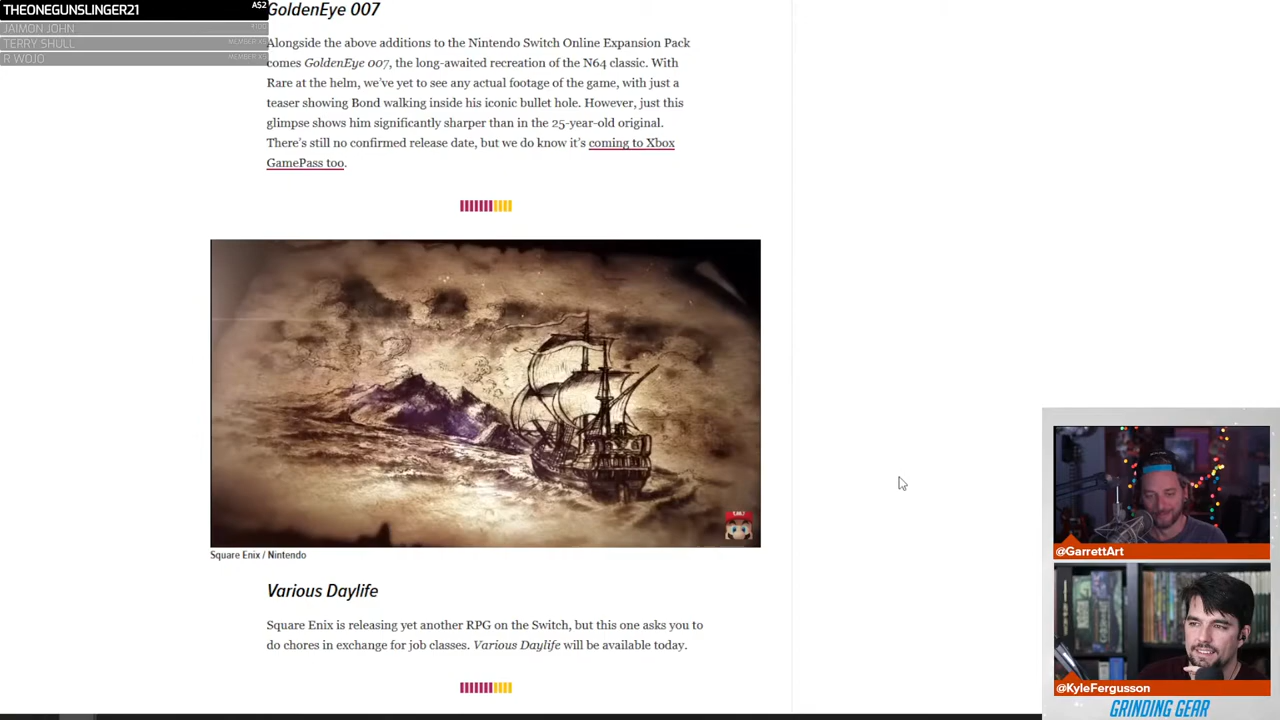 THEONEGUNSLINGER21 A$2
JAIMON JOHN
TERRY SHULL
R WOJO
GoldenEye 007
Alongside the above additions to the Nintendo Switch Online Expansion Pack
comes GoldenEye 007, the long-awaited recreation of the N64 classic. With
Rare at the helm, we've yet to see any actual footage of the game, with just a
teaser showing Bond walking inside his iconic bullet hole. However, just this
glimpse shows him significantly sharper than in the 25-year-old original.
There's still no confirmed release date, but we do know it's coming to Xbox
GamePass too.
Square Enix / Nintendo
Various Daylife
Square Enix is releasing yet another RPG on the Switch, but this one asks you to
do chores in exchange for job classes. Various Daylife will be available today.
@GarrettArt
@KyleFergusson
GRINDING GEAR